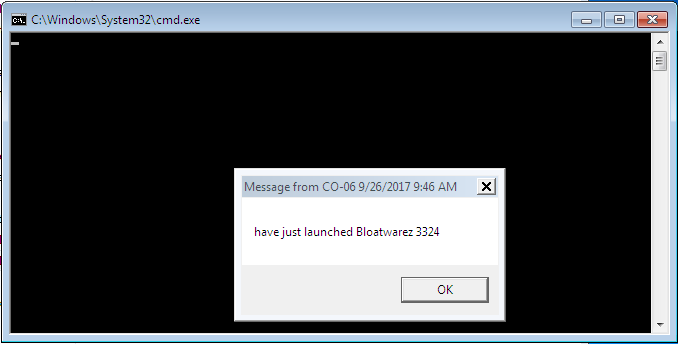 C:\Windows\System32\cmd.exe
Message from CO-06 9/26/2017 9:46 AM
have just launched Bloatwarez 3324
OK